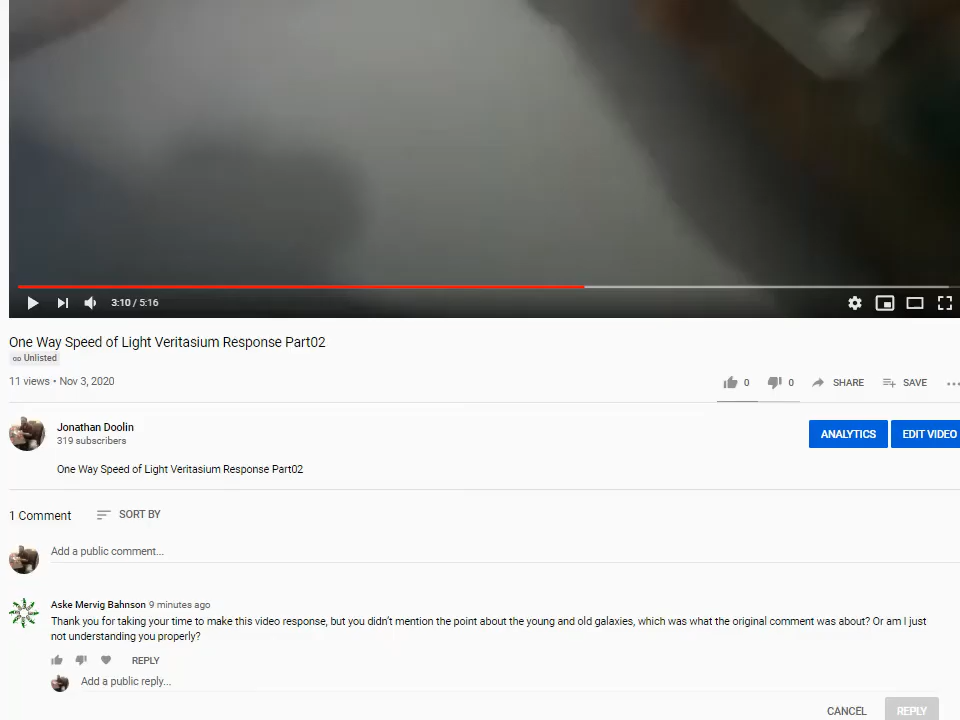 3:10 / 5:16
One Way Speed of Light Veritasium Response Part02
Unlisted
11 views • Nov 3, 2020
0 0 SHARE SAVE
Jonathan Doolin
319 subscribers
ANALYTICS EDIT VIDEO
One Way Speed of Light Veritasium Response Part02
1 Comment SORT BY
Add a public comment...
Aske Mervig Bahnson 9 minutes ago
Thank you for taking your time to make this video response, but you didn't mention the point about the young and old galaxies, which was what the original comment was about? Or am I just
not understanding you properly?
REPLY
Add a public reply...
CANCEL REPLY